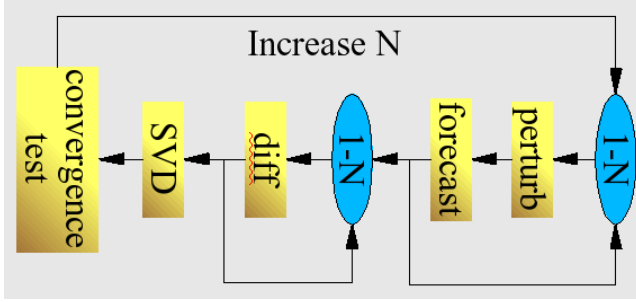 Increase N
convergence
test
SVD
diff
1-N
forecast
perturb
1-N